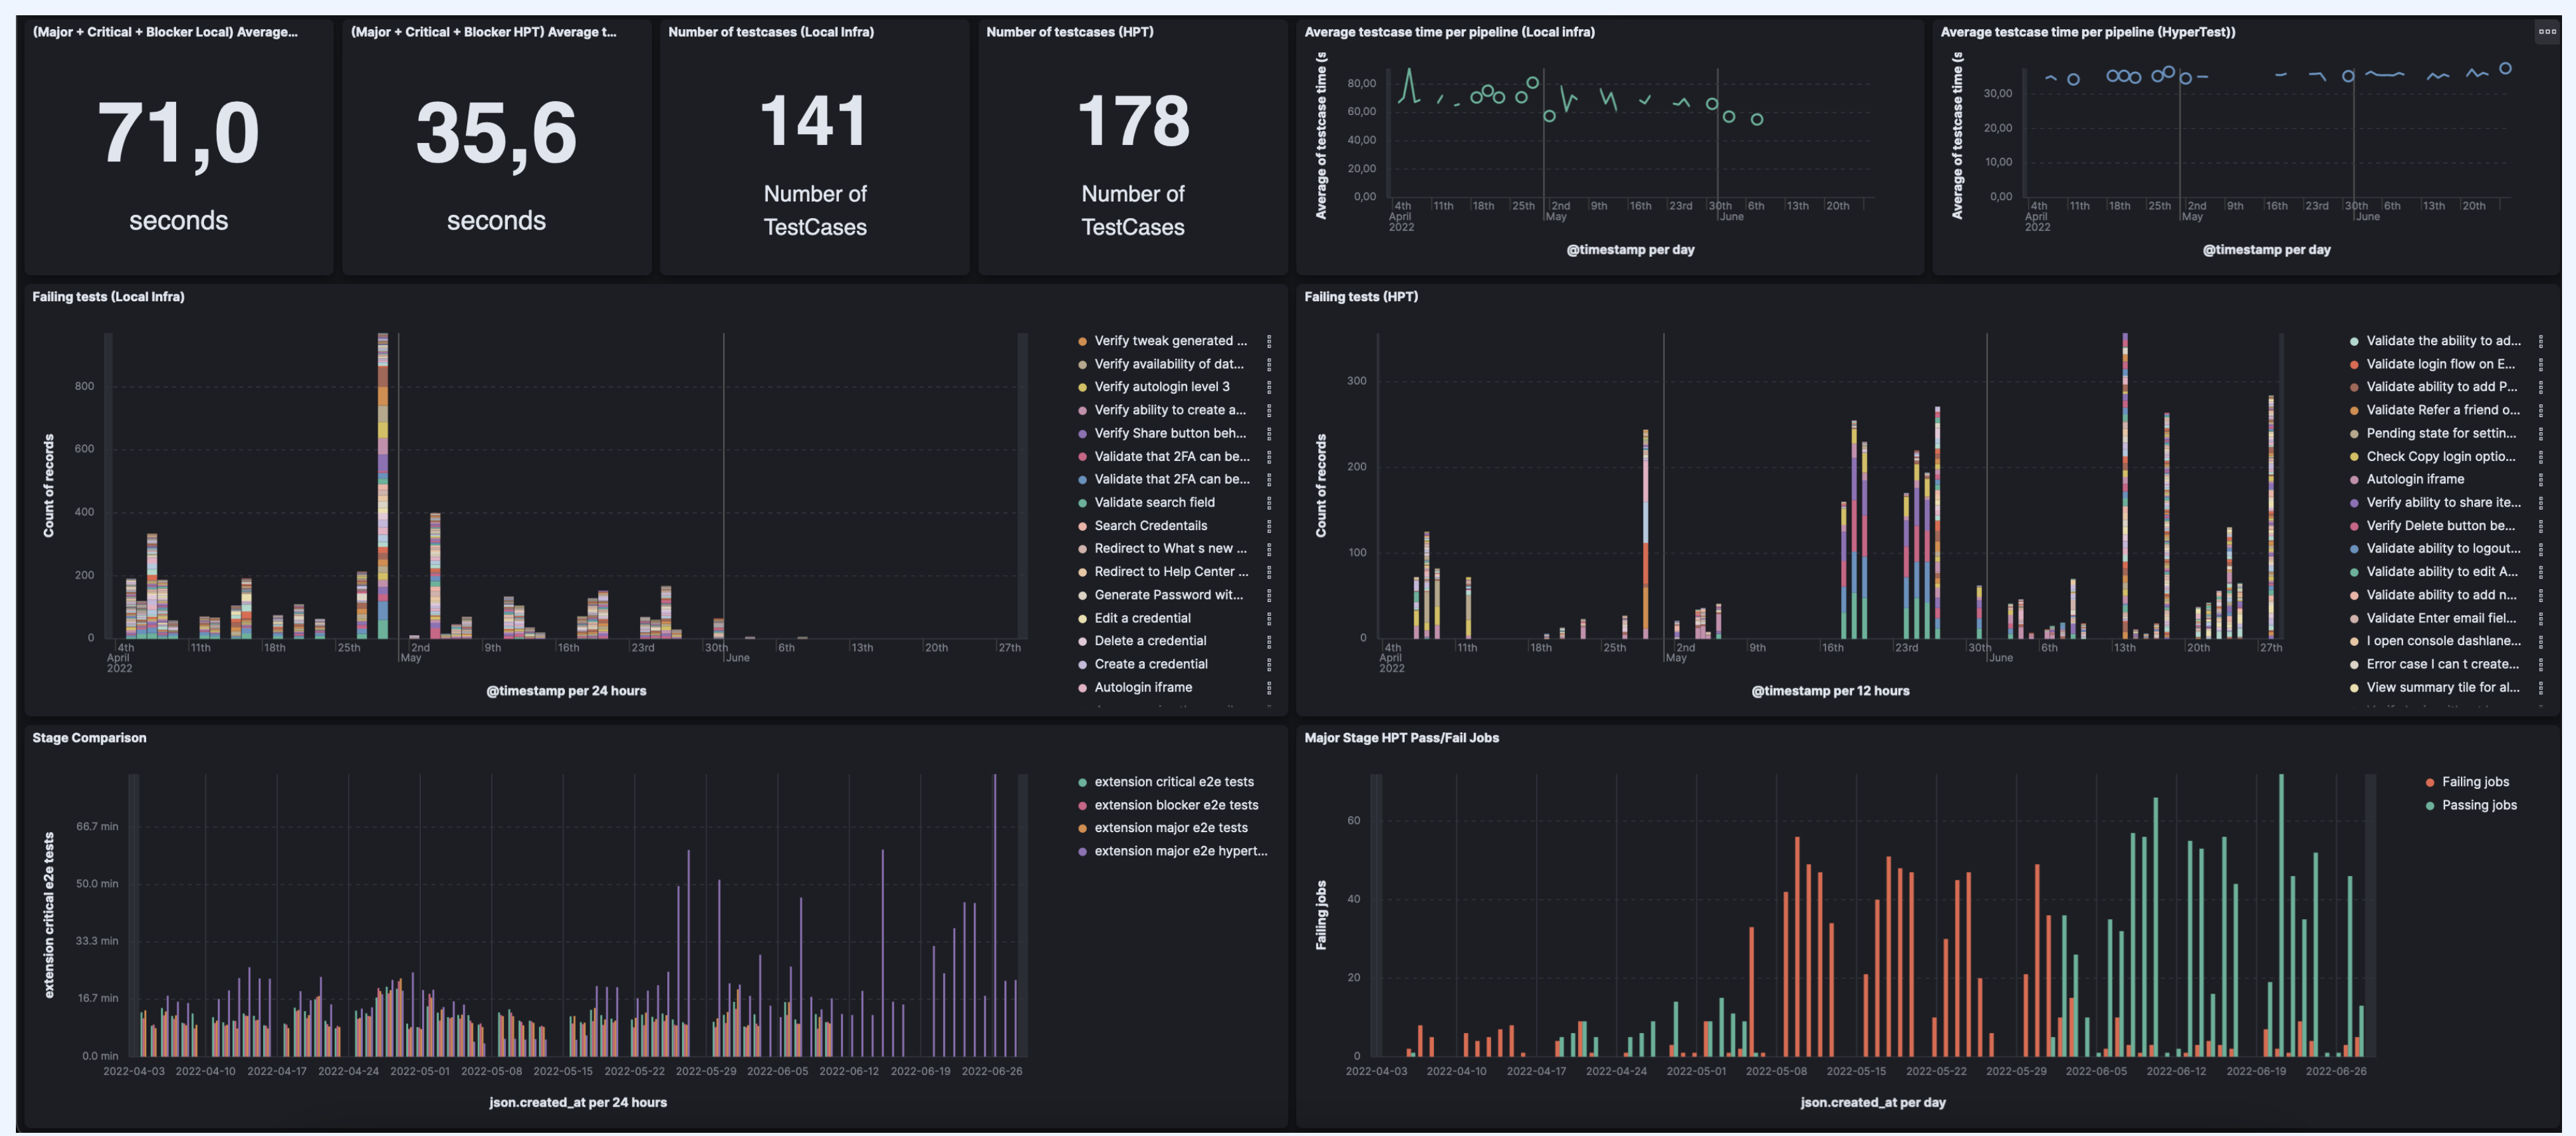 (Major + Critical + Blocker Local) Average...
71,0
seconds
(Major + Critical + Blocker HPT) Average t...
35,6
seconds
Number of testcases (Local Infra)
141
Number of
TestCases
Number of testcases (HPT)
178
Number of
TestCases
Average testcase time per pipeline (Local infra)
Average of testcase time (s
80,00
60,00
40,00
20,00
0,00
4th 11th 18th 25th 2nd 9th 16th 23rd 30th 6th 13th 20th
April May June
2022
@timestamp per day
Average testcase time per pipeline (HyperTest))
Average of testcase time (s
30,00
20,00
10,00
0,00
4th 11th 18th 25th 2nd 9th 16th 23rd 30th 6th 13th 20th
April May June
2022
@timestamp per day
Failing tests (Local Infra)
Count of records
800
600
400
200
0
4th 11th 18th 25th 2nd 9th 16th 23rd 30th 6th 13th 20th 27th
April May June
2022
@timestamp per 24 hours
Verify tweak generated ...
Verify availability of dat...
Verify autologin level 3
Verify ability to create a...
Verify Share button beh...
Validate that 2FA can be...
Validate that 2FA can be...
Validate search field
Search Credentails
Redirect to What s new ...
Redirect to Help Center ...
Generate Password wit...
Edit a credential
Delete a credential
Create a credential
Autologin iframe
Failing tests (HPT)
Count of records
300
200
100
0
4th 11th 18th 25th 2nd 9th 16th 23rd 30th 6th 13th 20th 27th
April May June
2022
@timestamp per 12 hours
Validate the ability to ad...
Validate login flow on E...
Validate ability to add P...
Validate Refer a friend o...
Pending state for settin...
Check Copy login optio...
Autologin iframe
Verify ability to share ite...
Verify Delete button be...
Validate ability to logout...
Validate ability to edit A...
Validate ability to add n...
Validate Enter email fiel...
I open console dashlane...
Error case I can t create...
View summary tile for al...
Stage Comparison
extension critical e2e tests
66.7 min
50.0 min
33.3 min
16.7 min
0.0 min
2022-04-03 2022-04-10 2022-04-17 2022-04-24 2022-05-01 2022-05-08 2022-05-15 2022-05-22 2022-05-29 2022-06-05 2022-06-12 2022-06-19 2022-06-26
json.created_at per 24 hours
extension critical e2e tests
extension blocker e2e tests
extension major e2e tests
extension major e2e hypert...
Major Stage HPT Pass/Fail Jobs
Failing jobs
60
40
20
0
2022-04-03 2022-04-10 2022-04-17 2022-04-24 2022-05-01 2022-05-08 2022-05-15 2022-05-22 2022-05-29 2022-06-05 2022-06-12 2022-06-19 2022-06-26
json.created_at per day
Failing jobs
Passing jobs